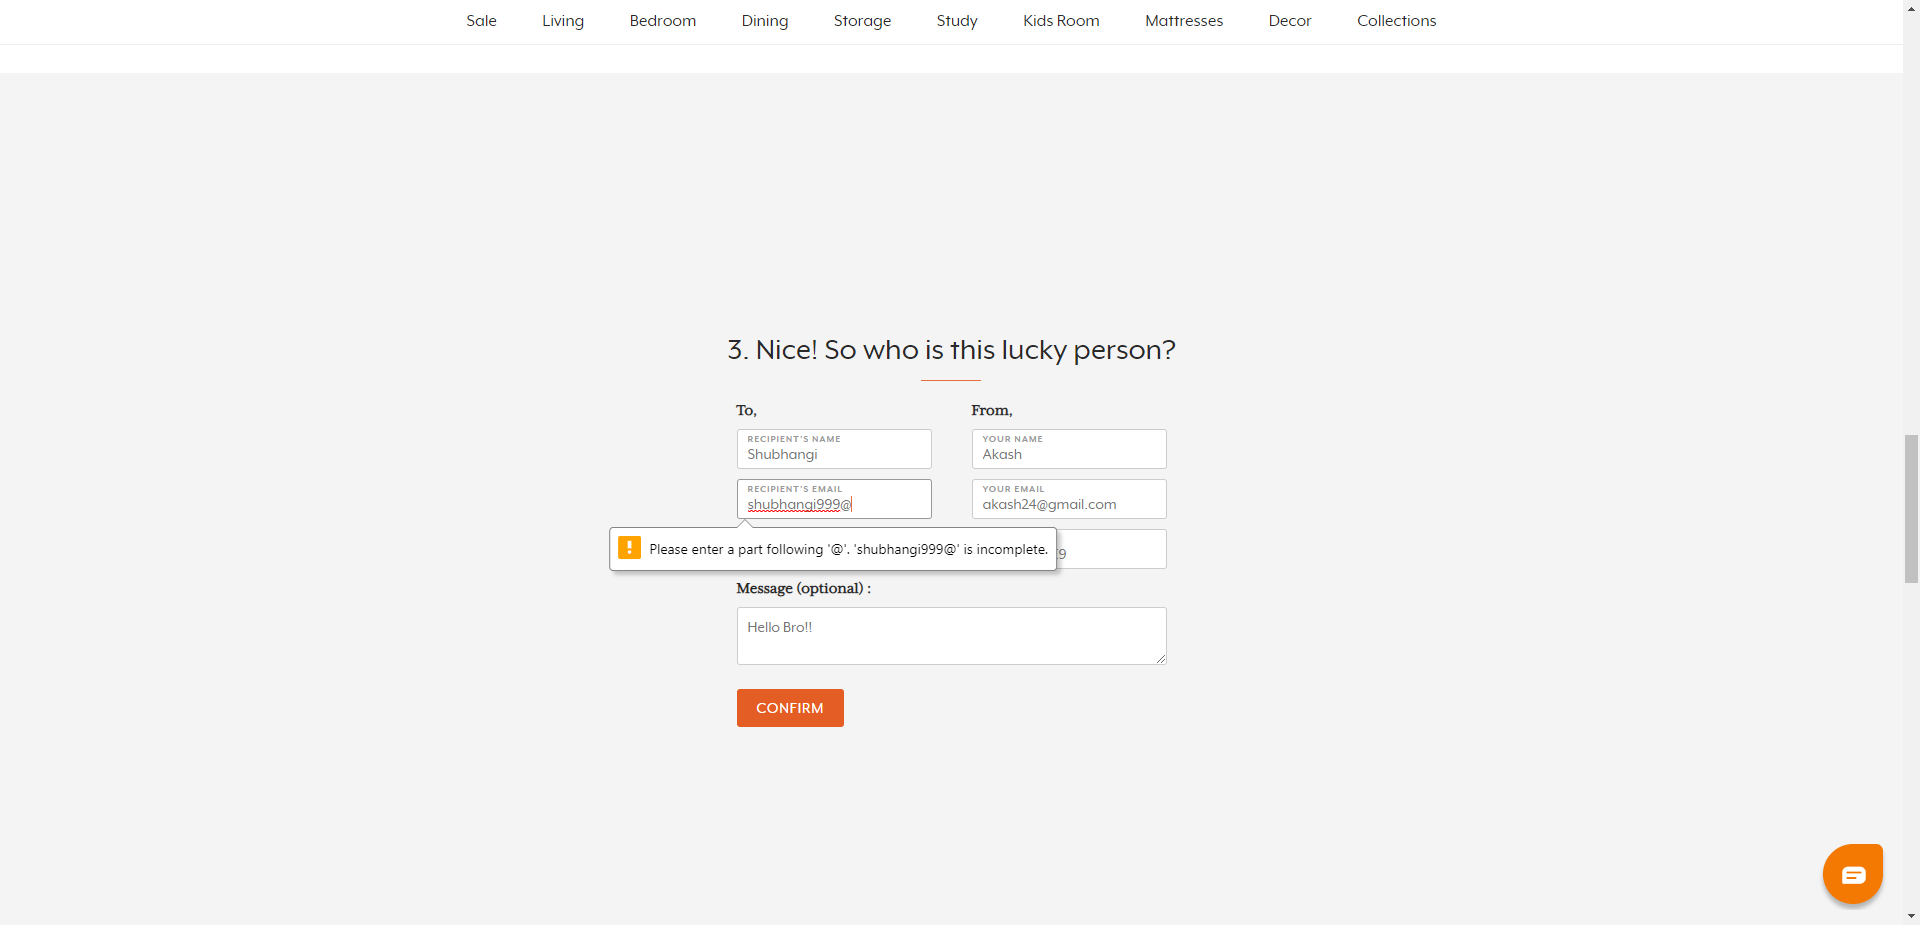 Sale Living Bedroom Dining Storage Study Kids Room Mattresses Decor Collections
3. Nice! So who is this lucky person?
To,
From,
RECIPIENT'S NAME
Shubhangi
YOUR NAME
Akash
RECIPIENT'S EMAIL
shubhangi999@
YOUR EMAIL
akash24@gmail.com
Please enter a part following '@'. 'shubhangi999@' is incomplete.
Message (optional) :
Hello Bro!!
CONFIRM